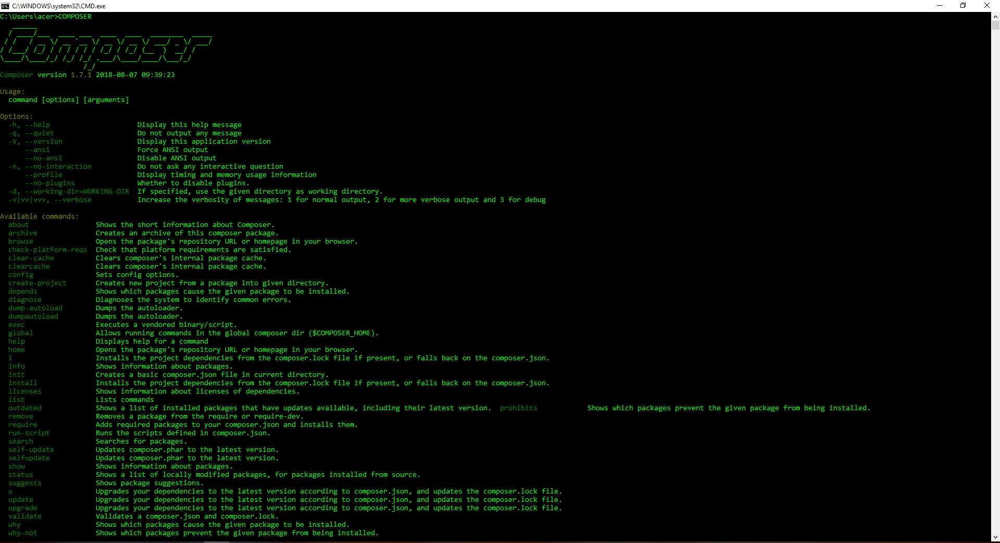 C:\WINDOWS\system32\CMD.exe
C:\Users\acer>COMPOSER
Composer
Composer version 1.7.1 2018-08-07 09:39:23
Usage:
  command [options] [arguments]
Options:
  -h, --help                     Display this help message
  -q, --quiet                    Do not output any message
  -V, --version                  Display this application version
      --ansi                     Force ANSI output
      --no-ansi                  Disable ANSI output
  -n, --no-interaction           Do not ask any interactive question
      --profile                  Display timing and memory usage information
      --no-plugins               Whether to disable plugins.
  -d, --working-dir=WORKING-DIR  If specified, use the given directory as working directory.
  -v|vv|vvv, --verbose           Increase the verbosity of messages: 1 for normal output, 2 for more verbose output and 3 for debug
Available commands:
  about                Shows the short information about Composer.
  archive              Creates an archive of this composer package.
  browse               Opens the package's repository URL or homepage in your browser.
  check-platform-reqs  Check that platform requirements are satisfied.
  clear-cache          Clears composer's internal package cache.
  clearcache           Clears composer's internal package cache.
  config               Sets config options.
  create-project       Creates new project from a package into given directory.
  depends              Shows which packages cause the given package to be installed.
  diagnose             Diagnoses the system to identify common errors.
  dump-autoload        Dumps the autoloader.
  dumpautoload         Dumps the autoloader.
  exec                 Executes a vendored binary/script.
  global               Allows running commands in the global composer dir ($COMPOSER_HOME).
  help                 Displays help for a command
  home                 Opens the package's repository URL or homepage in your browser.
  i                    Installs the project dependencies from the composer.lock file if present, or falls back on the composer.json.
  info                 Shows information about packages.
  init                 Creates a basic composer.json file in current directory.
  install              Installs the project dependencies from the composer.lock file if present, or falls back on the composer.json.
  licenses             Shows information about licenses of dependencies.
  list                 Lists commands
  outdated             Shows a list of installed packages that have updates available, including their latest version.  prohibits            Shows which packages prevent the given package from being installed.
  remove               Removes a package from the require or require-dev.
  require              Adds required packages to your composer.json and installs them.
  run-script           Runs the scripts defined in composer.json.
  search               Searches for packages.
  self-update          Updates composer.phar to the latest version.
  selfupdate           Updates composer.phar to the latest version.
  show                 Shows information about packages.
  status               Shows a list of locally modified packages, for packages installed from source.
  suggests             Shows package suggestions.
  u                    Upgrades your dependencies to the latest version according to composer.json, and updates the composer.lock file.
  update               Upgrades your dependencies to the latest version according to composer.json, and updates the composer.lock file.
  upgrade              Upgrades your dependencies to the latest version according to composer.json, and updates the composer.lock file.
  validate             Validates a composer.json and composer.lock.
  why                  Shows which packages cause the given package to be installed.
  why-not              Shows which packages prevent the given package from being installed.